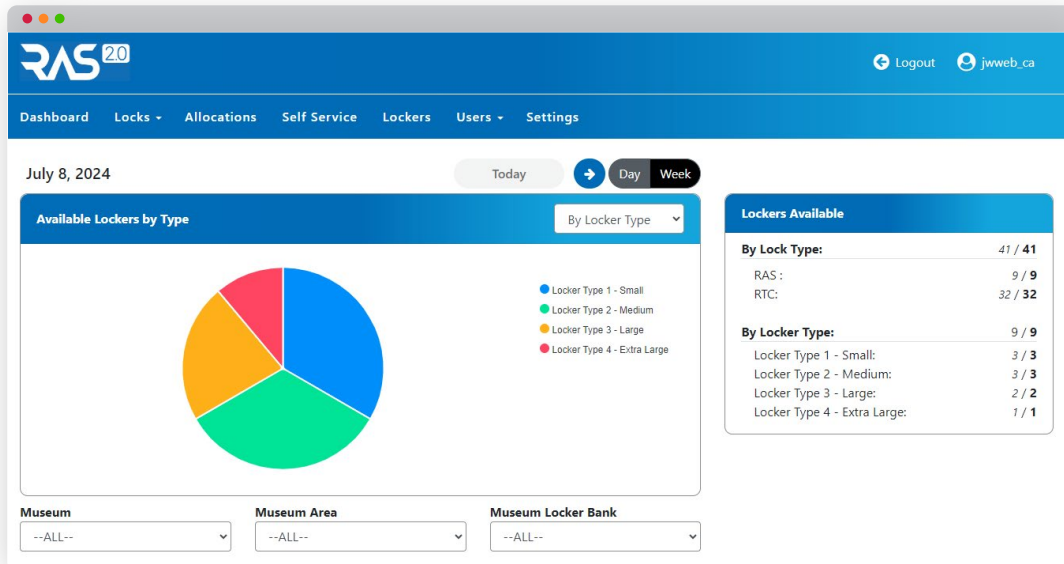 RAS 2.0
Logout jwweb_ca
Dashboard Locks Allocations Self Service Lockers Users Settings
July 8, 2024
Today Day Week
Available Lockers by Type By Locker Type
Locker Type 1 - Small
Locker Type 2 - Medium
Locker Type 3 - Large
Locker Type 4 - Extra Large
Lockers Available
By Lock Type: 41 / 41
RAS : 9 / 9
RTC: 32 / 32
By Locker Type: 9 / 9
Locker Type 1 - Small: 3 / 3
Locker Type 2 - Medium: 3 / 3
Locker Type 3 - Large: 2 / 2
Locker Type 4 - Extra Large: 1 / 1
Museum Museum Area Museum Locker Bank
--ALL-- --ALL-- --ALL--